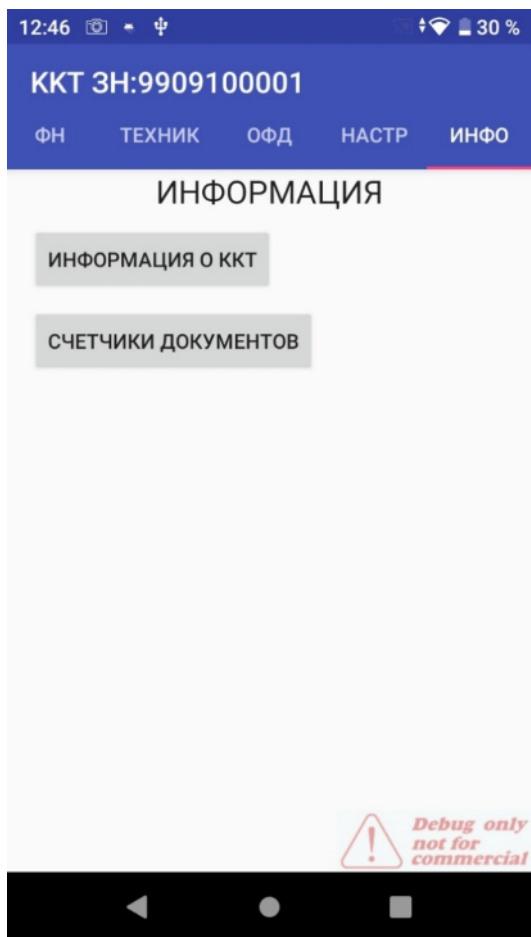 12:46 30 %
ККТ ЗН:9909100001
ФН ТЕХНИК ОФД НАСТР ИНФО
ИНФОРМАЦИЯ
ИНФОРМАЦИЯ О ККТ
СЧЕТЧИКИ ДОКУМЕНТОВ
Debug only
not for
commercial